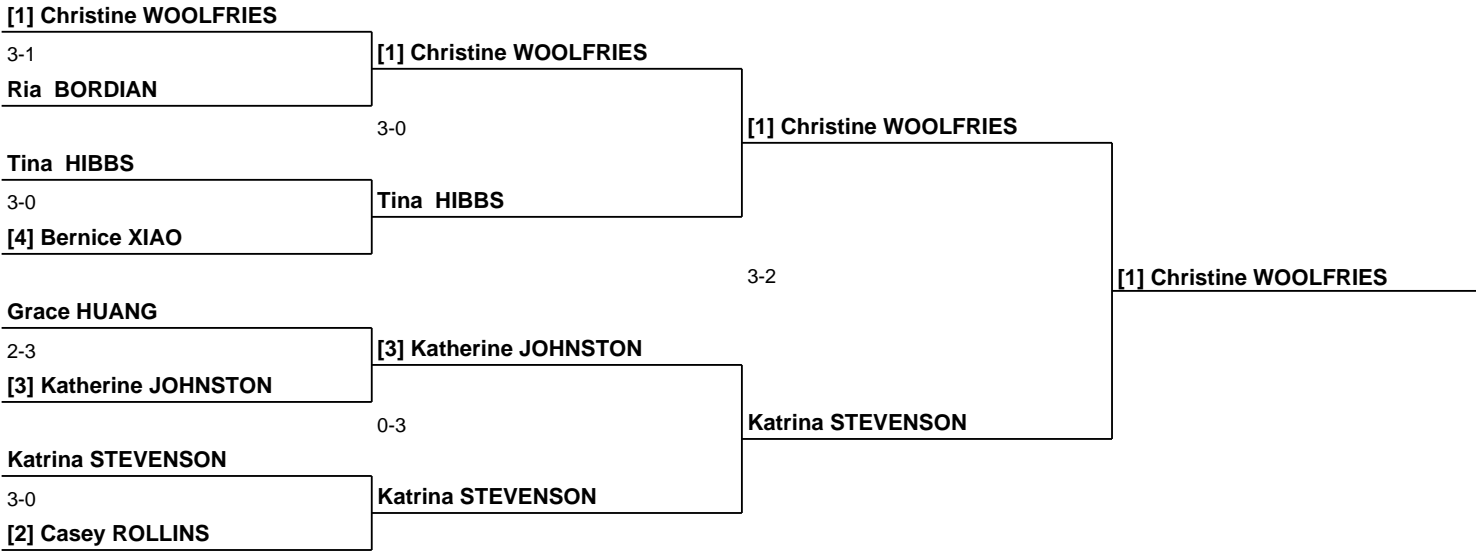 [1] Christine WOOLFRIES
3-1
Ria  BORDIAN
[1] Christine WOOLFRIES
3-0
Tina  HIBBS
3-0
[4] Bernice XIAO
Tina  HIBBS
[1] Christine WOOLFRIES
3-2
[1] Christine WOOLFRIES
Grace HUANG
2-3
[3] Katherine JOHNSTON
[3] Katherine JOHNSTON
0-3
Katrina STEVENSON
Katrina STEVENSON
3-0
[2] Casey ROLLINS
Katrina STEVENSON